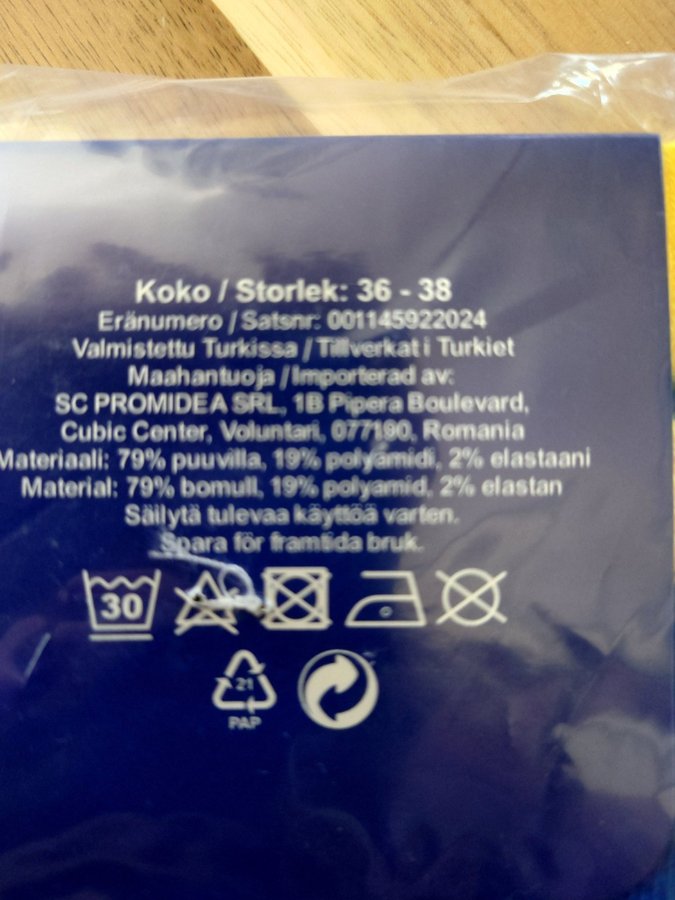 Koko / Storlek: 36 - 38
Eränumero / Satsnr: 001145922024
Valmistettu Turkissa / Tillverkat i Turkiet
Maahantuoja / Importerad av:
SC PROMIDEA SRL, 1B Pipera Boulevard,
Cubic Center, Voluntari, 077190, Romania
Materiaali: 79% puuvilla, 19% polyamidi, 2% elastaani
Material: 79% bomull, 19% polyamid, 2% elastan
Säilytä tulevaa käyttöä varten.
Spara för framtida bruk.
30
21
PAP